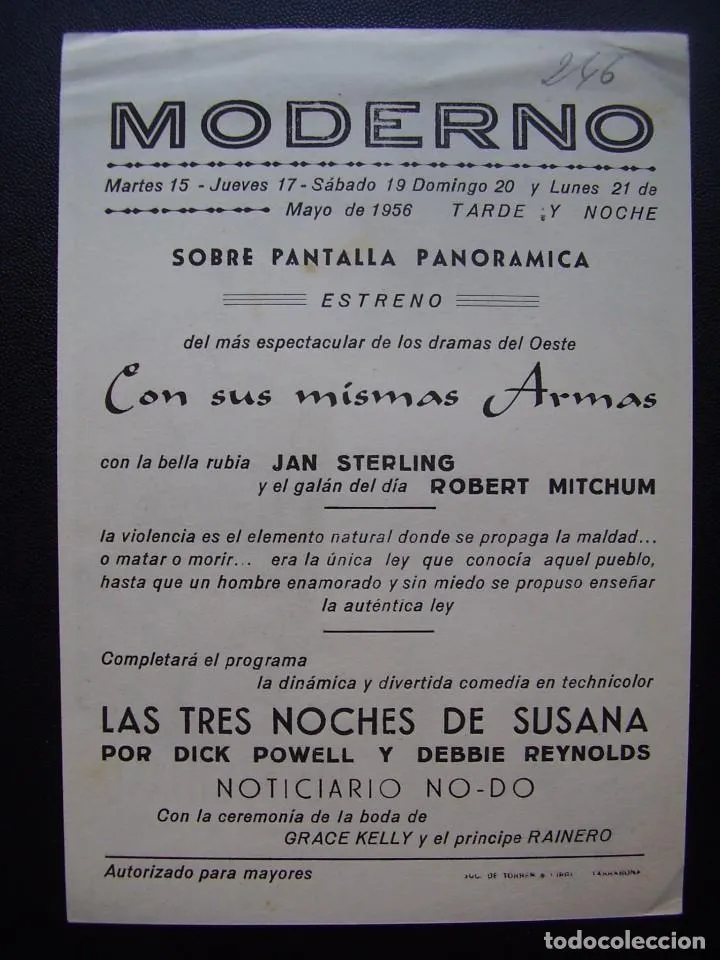 246
MODERNO
Martes 15 - Jueves 17 - Sábado 19 Domingo 20 y Lunes 21 de
Mayo de 1956 TARDE Y NOCHE
SOBRE PANTALLA PANORAMICA
ESTRENO
del más espectacular de los dramas del Oeste
Con sus mismas Armas
con la bella rubia JAN STERLING
y el galán del día ROBERT MITCHUM
la violencia es el elemento natural donde se propaga la maldad...
o matar o morir... era la única ley que conocía aquel pueblo,
hasta que un hombre enamorado y sin miedo se propuso enseñar
la auténtica ley
Completará el programa
la dinámica y divertida comedia en technicolor
LAS TRES NOCHES DE SUSANA
POR DICK POWELL Y DEBBIE REYNOLDS
NOTICIARIO NO-DO
Con la ceremonía de la boda de
GRACE KELLY y el principe RAINERO
Autorizado para mayores
SUC. DE TORRES & VIRGILI TARRAGONA
todocoleccion